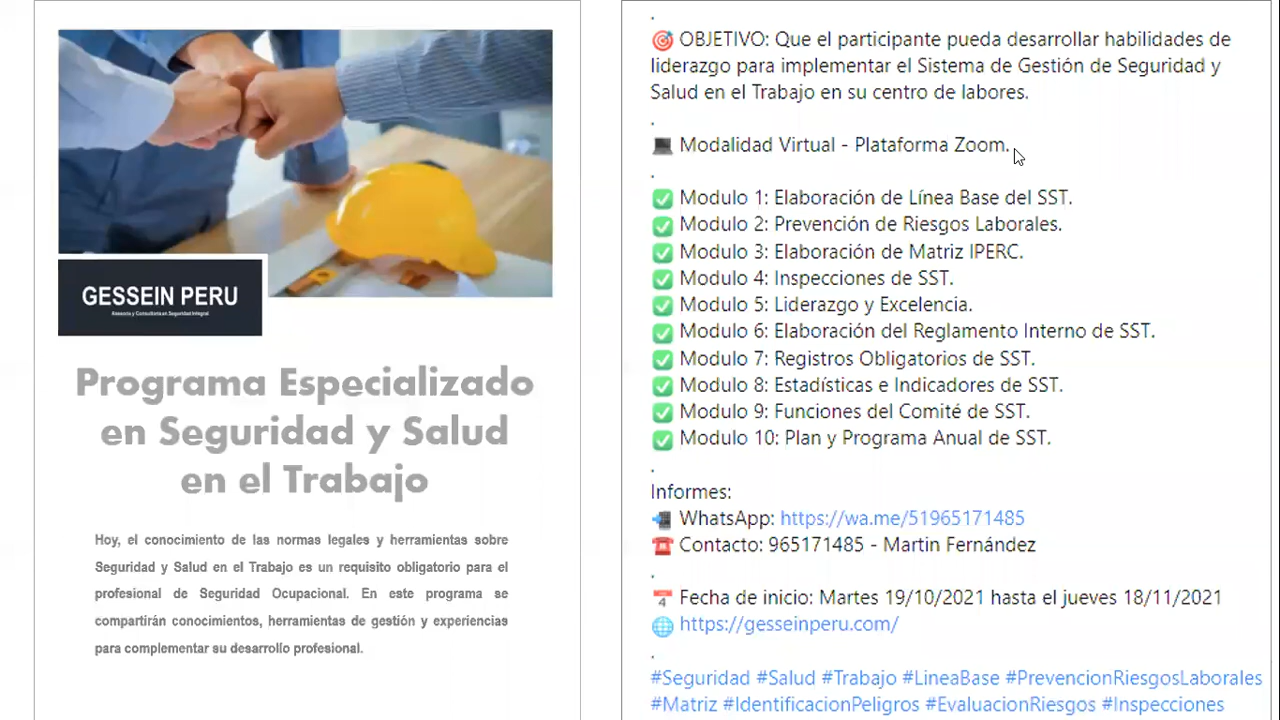 GESSEIN PERU
Asesoría y Consultoría en Seguridad Integral
Programa Especializado
en Seguridad y Salud
en el Trabajo
Hoy, el conocimiento de las normas legales y herramientas sobre
Seguridad y Salud en el Trabajo es un requisito obligatorio para el
profesional de Seguridad Ocupacional. En este programa se
compartirán conocimientos, herramientas de gestión y experiencias
para complementar su desarrollo profesional.
.
🎯 OBJETIVO: Que el participante pueda desarrollar habilidades de
liderazgo para implementar el Sistema de Gestión de Seguridad y
Salud en el Trabajo en su centro de labores.
.
💻 Modalidad Virtual - Plataforma Zoom.
.
✅ Modulo 1: Elaboración de Línea Base del SST.
✅ Modulo 2: Prevención de Riesgos Laborales.
✅ Modulo 3: Elaboración de Matriz IPERC.
✅ Modulo 4: Inspecciones de SST.
✅ Modulo 5: Liderazgo y Excelencia.
✅ Modulo 6: Elaboración del Reglamento Interno de SST.
✅ Modulo 7: Registros Obligatorios de SST.
✅ Modulo 8: Estadísticas e Indicadores de SST.
✅ Modulo 9: Funciones del Comité de SST.
✅ Modulo 10: Plan y Programa Anual de SST.
.
Informes:
📲 WhatsApp: https://wa.me/51965171485
☎️ Contacto: 965171485 - Martin Fernández
.
📅 Fecha de inicio: Martes 19/10/2021 hasta el jueves 18/11/2021
🌐 https://gesseinperu.com/
.
#Seguridad #Salud #Trabajo #LineaBase #PrevencionRiesgosLaborales
#Matriz #IdentificacionPeligros #EvaluacionRiesgos #Inspecciones